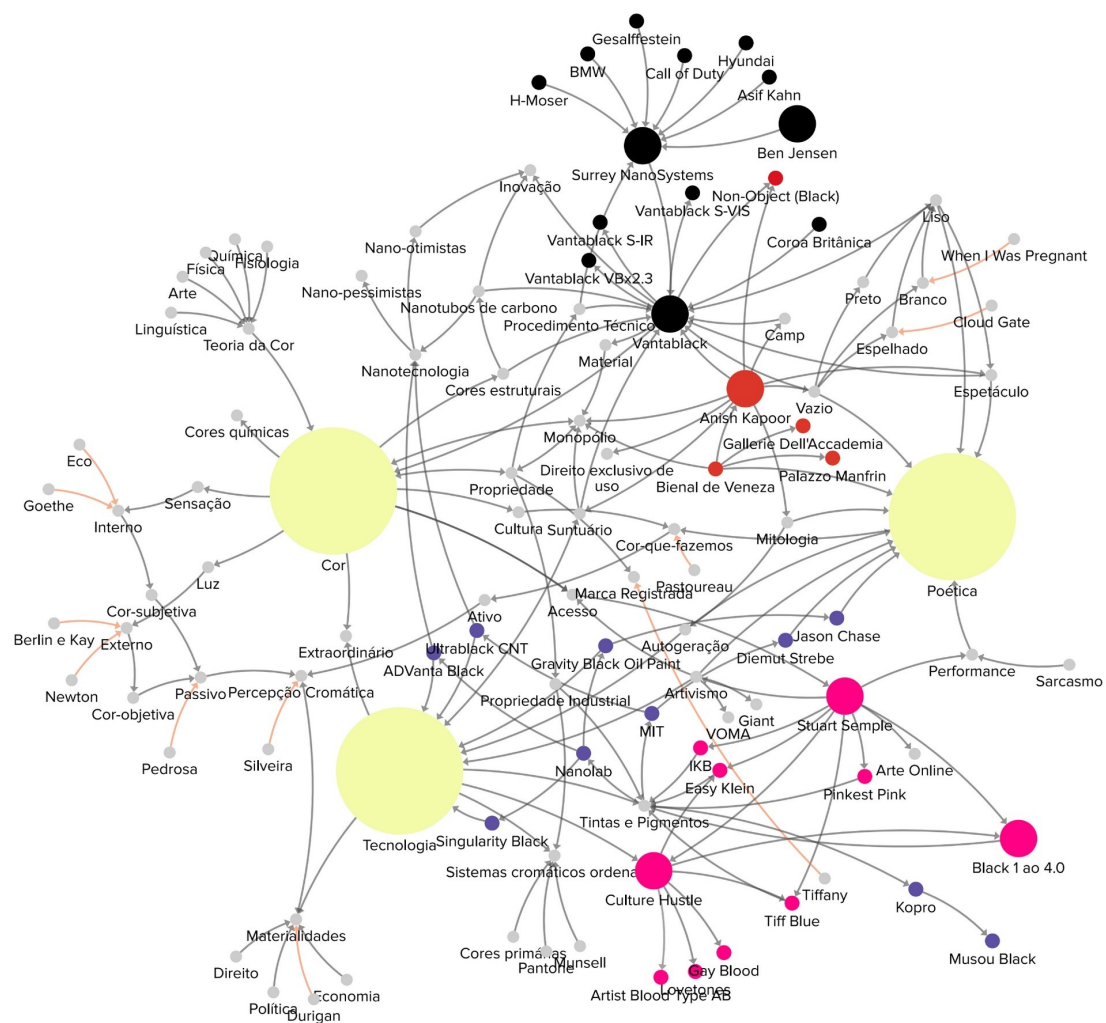 Gesalffestein
Hyundai
BMW
Call of Duty
Asif Kahn
H-Moser
Ben Jensen
Surrey NanoSystems
Inovação
Non-Object (Black)
Vantablack S-VIS
Liso
Vantablack S-IR
Coroa Britânica
Nano-otimistas
Química
Fisiologia
Física
When I Was Pregnant
Vantablack VBx2.3
Arte
Nano-pessimistas
Nanotubos de carbono
Preto
Branco
Linguística
Procedimento Técnico
Cloud Gate
Teoria da Cor
Camp
Vantablack
Espelhado
Material
Nanotecnologia
Cores estruturais
Espetáculo
Vazio
Anish Kapoor
Cores químicas
Monopólio
Gallerie Dell'Accademia
Eco
Direito exclusivo de
uso
Palazzo Manfrin
Bienal de Veneza
Propriedade
Goethe
Sensação
Interno
Cultura
Suntuário
Mitologia
Cor-que-fazemos
Cor
Luz
Pastoureau
Poética
Marca Registrada
Cor-subjetiva
Acesso
Ativo
Berlin e Kay
Externo
Jason Chase
Extraordinário
Ultrablack CNT
Autogeração
Diemut Strebe
ADVanta Black
Gravity Black Oil Paint
Performance
Sarcasmo
Newton
Passivo
Percepção Cromática
Artivismo
Propriedade Industrial
Cor-objetiva
Giant
Stuart Semple
MIT
VOMA
Pedrosa
Silveira
IKB
Arte Online
Nanolab
Easy Klein
Pinkest Pink
Tintas e Pigmentos
Tecnologia
Singularity Black
Black 1 ao 4.0
Sistemas cromáticos ordena
Culture Hustle
Tiffany
Kopro
Tiff Blue
Materialidades
Cores primárias
Munsell
Pantone
Musou Black
Direito
Gay Blood
Lovetones
Artist Blood Type AB
Economia
Política
Durigan